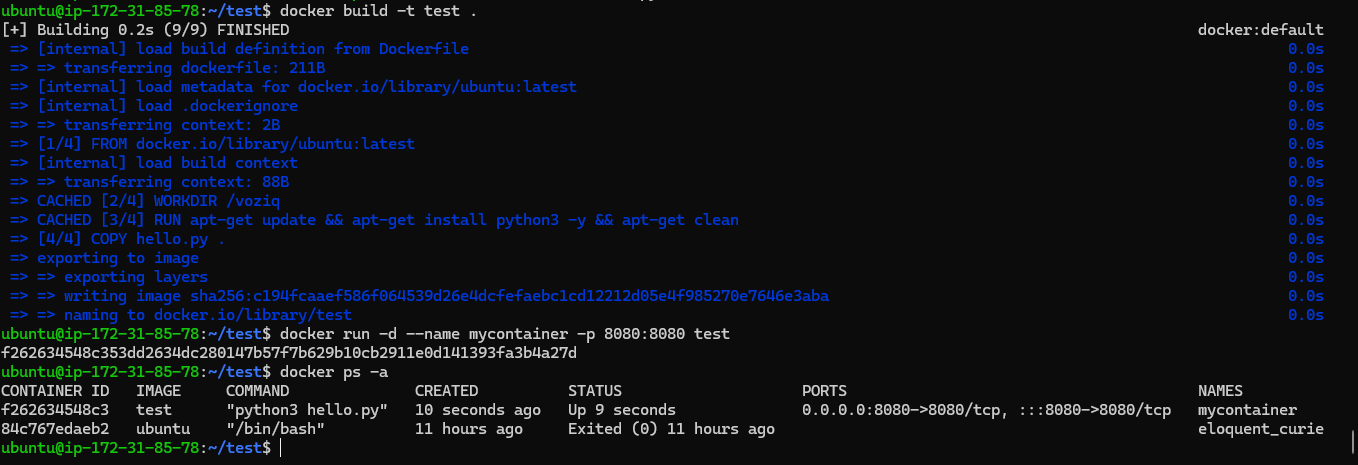 ubuntu@ip-172-31-85-78:~/test$ docker build -t test .
[+] Building 0.2s (9/9) FINISHED docker:default
=> [internal] load build definition from Dockerfile 0.0s
=> => transferring dockerfile: 211B 0.0s
=> [internal] load metadata for docker.io/library/ubuntu:latest 0.0s
=> [internal] load .dockerignore 0.0s
=> => transferring context: 2B 0.0s
=> [1/4] FROM docker.io/library/ubuntu:latest 0.0s
=> [internal] load build context 0.0s
=> => transferring context: 88B 0.0s
=> CACHED [2/4] WORKDIR /voziq 0.0s
=> CACHED [3/4] RUN apt-get update && apt-get install python3 -y && apt-get clean 0.0s
=> [4/4] COPY hello.py . 0.0s
=> exporting to image 0.0s
=> => exporting layers 0.0s
=> => writing image sha256:c194fcaaef586f064539d26e4dcfefaebc1cd12212d05e4f985270e7646e3aba 0.0s
=> => naming to docker.io/library/test 0.0s
ubuntu@ip-172-31-85-78:~/test$ docker run -d --name mycontainer -p 8080:8080 test
f262634548c353dd2634dc280147b57f7b629b10cb2911e0d141393fa3b4a27d
ubuntu@ip-172-31-85-78:~/test$ docker ps -a
CONTAINER ID IMAGE COMMAND CREATED STATUS PORTS NAMES
f262634548c3 test "python3 hello.py" 10 seconds ago Up 9 seconds 0.0.0.0:8080->8080/tcp, :::8080->8080/tcp mycontainer
84c767edaeb2 ubuntu "/bin/bash" 11 hours ago Exited (0) 11 hours ago eloquent_curie
ubuntu@ip-172-31-85-78:~/test$